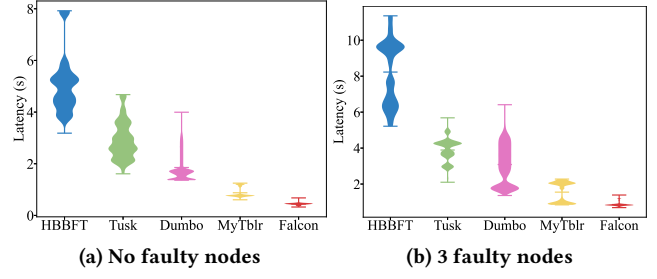 8
6
4
2
0
Latency (s)
HBBFT Tusk Dumbo MyTblr Falcon
(a) No faulty nodes
10
8
6
4
2
Latency (s)
HBBFT Tusk Dumbo MyTblr Falcon
(b) 3 faulty nodes